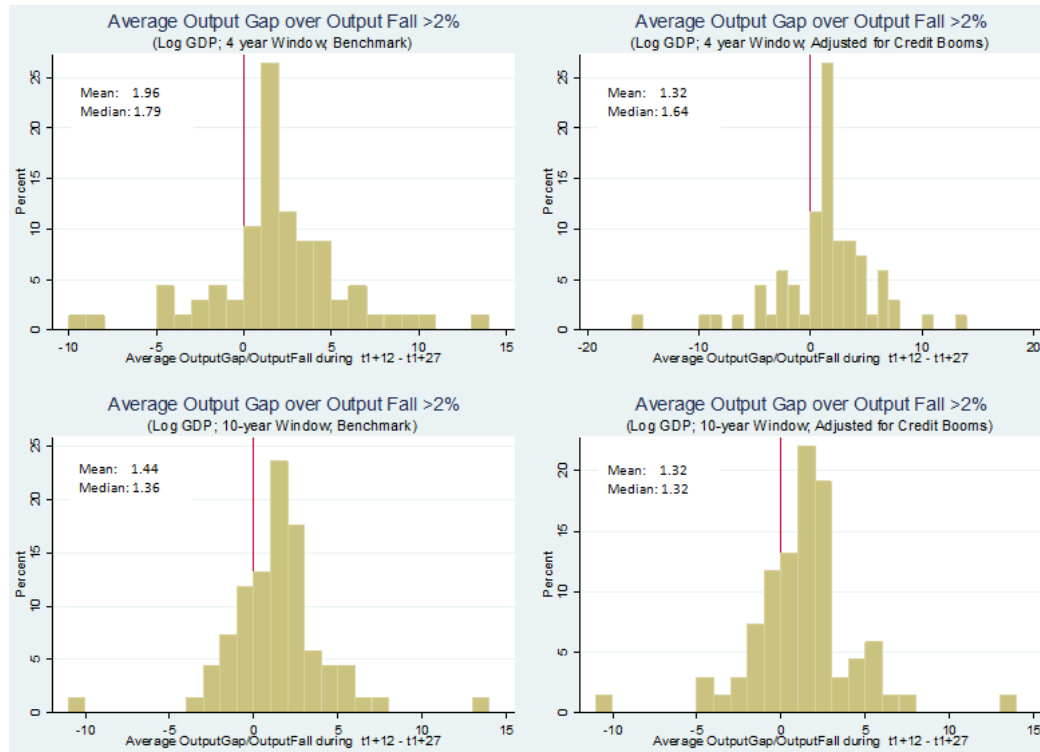 Average Output Gap over Output Fall >2%
(Log GDP; 4 year Window; Benchmark)
Mean: 1.96
Median: 1.79
Percent
0 5 10 15 20 25
-10 -5 0 5 10 15
Average OutputGap/OutputFall during t1+12 - t1+27
Average Output Gap over Output Fall >2%
(Log GDP; 4 year Window; Adjusted for Credit Booms)
Mean: 1.32
Median: 1.64
Percent
0 5 10 15 20 25
-20 -10 0 10 20
Average OutputGap/OutputFall during t1+12 - t1+27
Average Output Gap over Output Fall >2%
(Log GDP; 10-year Window; Benchmark)
Mean: 1.44
Median: 1.36
Percent
0 5 10 15 20 25
-10 -5 0 5 10 15
Average OutputGap/OutputFall during t1+12 - t1+27
Average Output Gap over Output Fall >2%
(Log GDP; 10-year Window; Adjusted for Credit Booms)
Mean: 1.32
Median: 1.32
Percent
0 5 10 15 20
-10 -5 0 5 10 15
Average OutputGap/OutputFall during t1+12 - t1+27